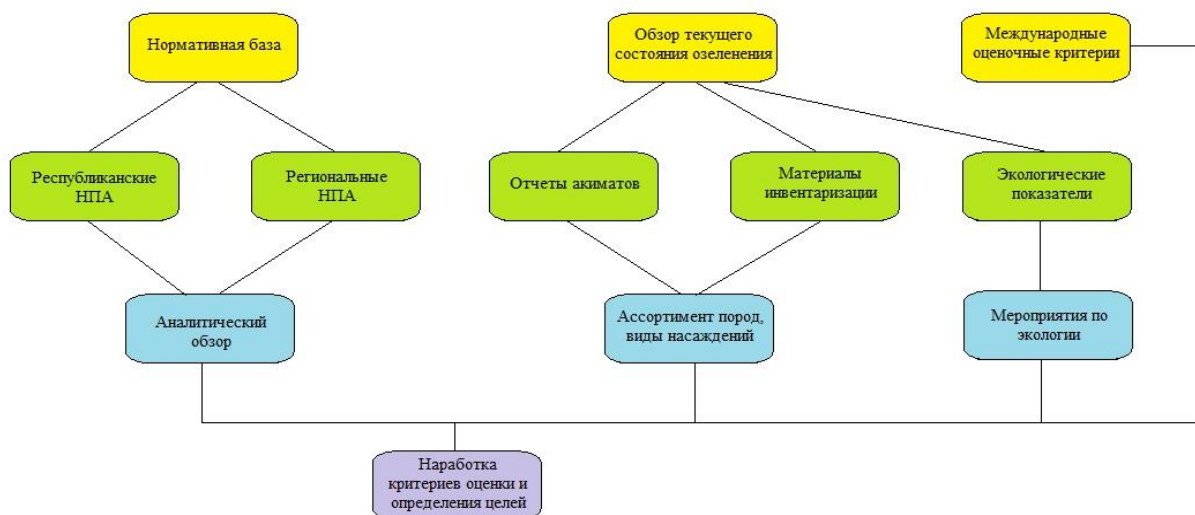 Нормативная база
Обзор текущего
состояния озеленения
Международные
оценочные критерии
Республиканские
НПА
Региональные
НПА
Отчеты акиматов
Материалы
инвентаризации
Экологические
показатели
Аналитический
обзор
Ассортимент пород,
виды насаждений
Мероприятия по
экологии
Наработка
критериев оценки и
определения целей